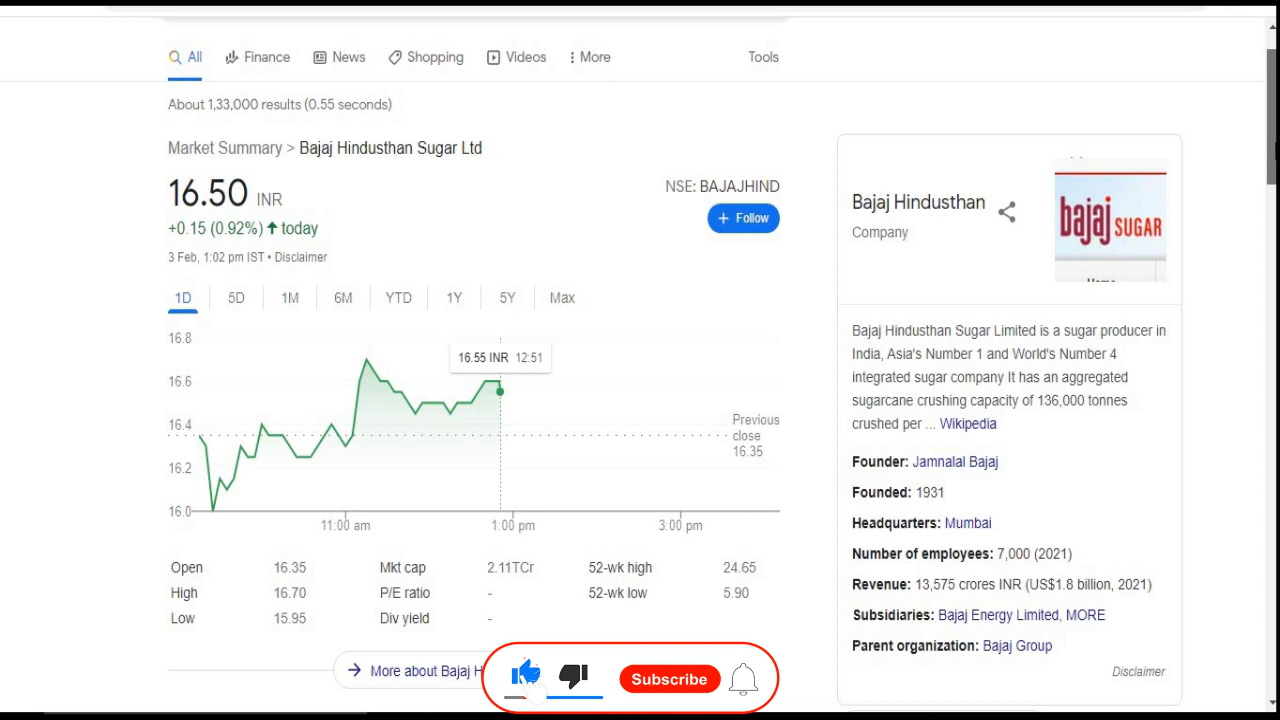 All Finance News Shopping Videos More Tools
About 1,33,000 results (0.55 seconds)
Market Summary > Bajaj Hindusthan Sugar Ltd
16.50 INR
NSE: BAJAJHIND
+ Follow
+0.15 (0.92%) ↑ today
3 Feb, 1:02 pm IST • Disclaimer
1D 5D 1M 6M YTD 1Y 5Y Max
16.55 INR 12:51
16.8
16.6
16.4
16.2
16.0
Previous
close
16.35
11:00 am 1:00 pm 3:00 pm
Open 16.35 Mkt cap 2.11TCr 52-wk high 24.65
High 16.70 P/E ratio - 52-wk low 5.90
Low 15.95 Div yield -
→ More about Bajaj H
Subscribe
Bajaj Hindusthan
Company
bajaj SUGAR
Bajaj Hindusthan Sugar Limited is a sugar producer in
India, Asia's Number 1 and World's Number 4
integrated sugar company It has an aggregated
sugarcane crushing capacity of 136,000 tonnes
crushed per ... Wikipedia
Founder: Jamnalal Bajaj
Founded: 1931
Headquarters: Mumbai
Number of employees: 7,000 (2021)
Revenue: 13,575 crores INR (US$1.8 billion, 2021)
Subsidiaries: Bajaj Energy Limited, MORE
Parent organization: Bajaj Group
Disclaimer